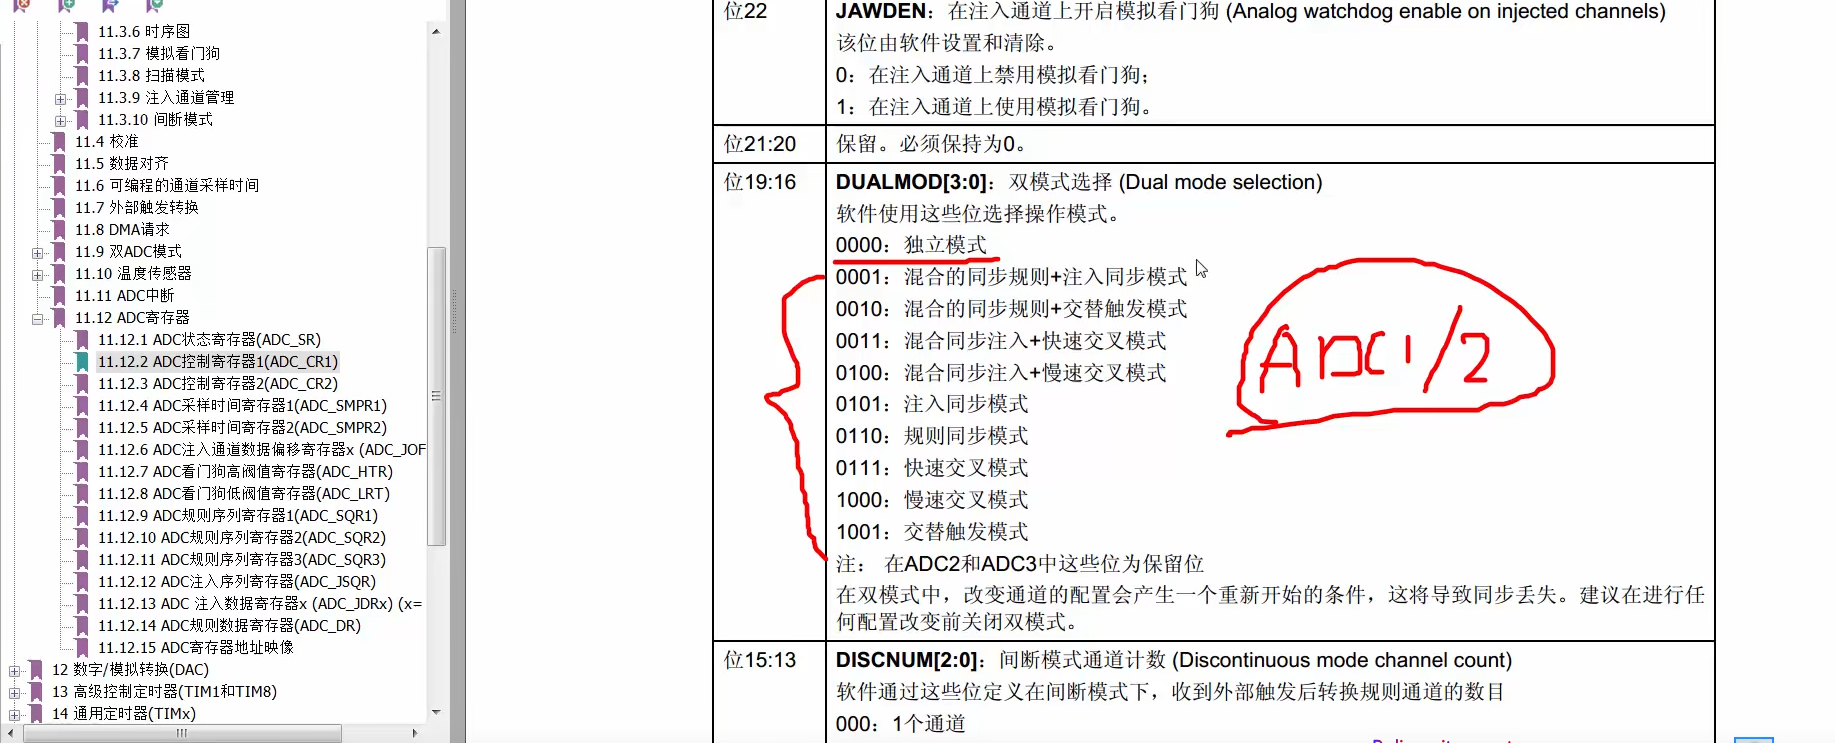 11.3.6 时序图
11.3.7 模拟看门狗
11.3.8 扫描模式
11.3.9 注入通道管理
11.3.10 间断模式
11.4 校准
11.5 数据对齐
11.6 可编程的通道采样时间
11.7 外部触发转换
11.8 DMA请求
11.9 双ADC模式
11.10 温度传感器
11.11 ADC中断
11.12 ADC寄存器
11.12.1 ADC状态寄存器(ADC_SR)
11.12.2 ADC控制寄存器1(ADC_CR1)
11.12.3 ADC控制寄存器2(ADC_CR2)
11.12.4 ADC采样时间寄存器1(ADC_SMPR1)
11.12.5 ADC采样时间寄存器2(ADC_SMPR2)
11.12.6 ADC注入通道数据偏移寄存器x (ADC_JOF
11.12.7 ADC看门狗高阀值寄存器(ADC_HTR)
11.12.8 ADC看门狗低阀值寄存器(ADC_LRT)
11.12.9 ADC规则序列寄存器1(ADC_SQR1)
11.12.10 ADC规则序列寄存器2(ADC_SQR2)
11.12.11 ADC规则序列寄存器3(ADC_SQR3)
11.12.12 ADC注入序列寄存器(ADC_JSQR)
11.12.13 ADC 注入数据寄存器x (ADC_JDRx) (x=
11.12.14 ADC规则数据寄存器(ADC_DR)
11.12.15 ADC寄存器地址映像
12 数字/模拟转换(DAC)
13 高级控制定时器(TIM1和TIM8)
14 通用定时器(TIMx)
位22 JAWDEN：在注入通道上开启模拟看门狗 (Analog watchdog enable on injected channels)
该位由软件设置和清除。
0：在注入通道上禁用模拟看门狗；
1：在注入通道上使用模拟看门狗。
位21:20 保留。必须保持为0。
位19:16 DUALMOD[3:0]：双模式选择 (Dual mode selection)
软件使用这些位选择操作模式。
0000：独立模式
0001：混合的同步规则+注入同步模式
0010：混合的同步规则+交替触发模式
0011：混合同步注入+快速交叉模式
0100：混合同步注入+慢速交叉模式
0101：注入同步模式
0110：规则同步模式
0111：快速交叉模式
1000：慢速交叉模式
1001：交替触发模式
注： 在ADC2和ADC3中这些位为保留位
在双模式中，改变通道的配置会产生一个重新开始的条件，这将导致同步丢失。建议在进行任
何配置改变前关闭双模式。
ADC1/2
位15:13 DISCNUM[2:0]：间断模式通道计数 (Discontinuous mode channel count)
软件通过这些位定义在间断模式下，收到外部触发后转换规则通道的数目
000：1个通道